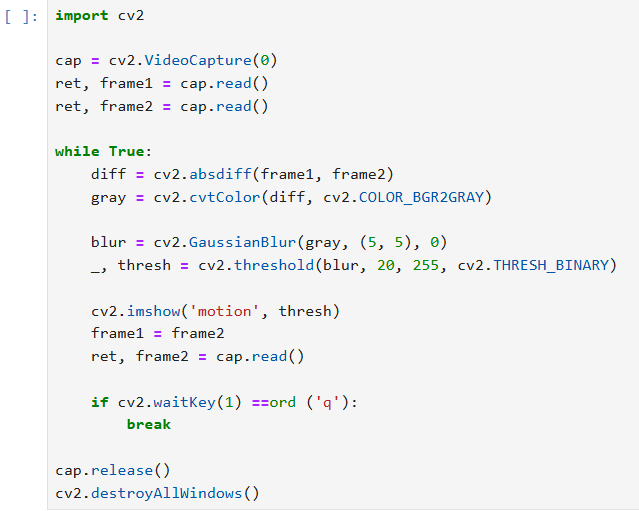 [ ]:
import cv2

cap = cv2.VideoCapture(0)
ret, frame1 = cap.read()
ret, frame2 = cap.read()

while True:
    diff = cv2.absdiff(frame1, frame2)
    gray = cv2.cvtColor(diff, cv2.COLOR_BGR2GRAY)

    blur = cv2.GaussianBlur(gray, (5, 5), 0)
    _, thresh = cv2.threshold(blur, 20, 255, cv2.THRESH_BINARY)

    cv2.imshow('motion', thresh)
    frame1 = frame2
    ret, frame2 = cap.read()

    if cv2.waitKey(1) ==ord ('q'):
        break

cap.release()
cv2.destroyAllWindows()